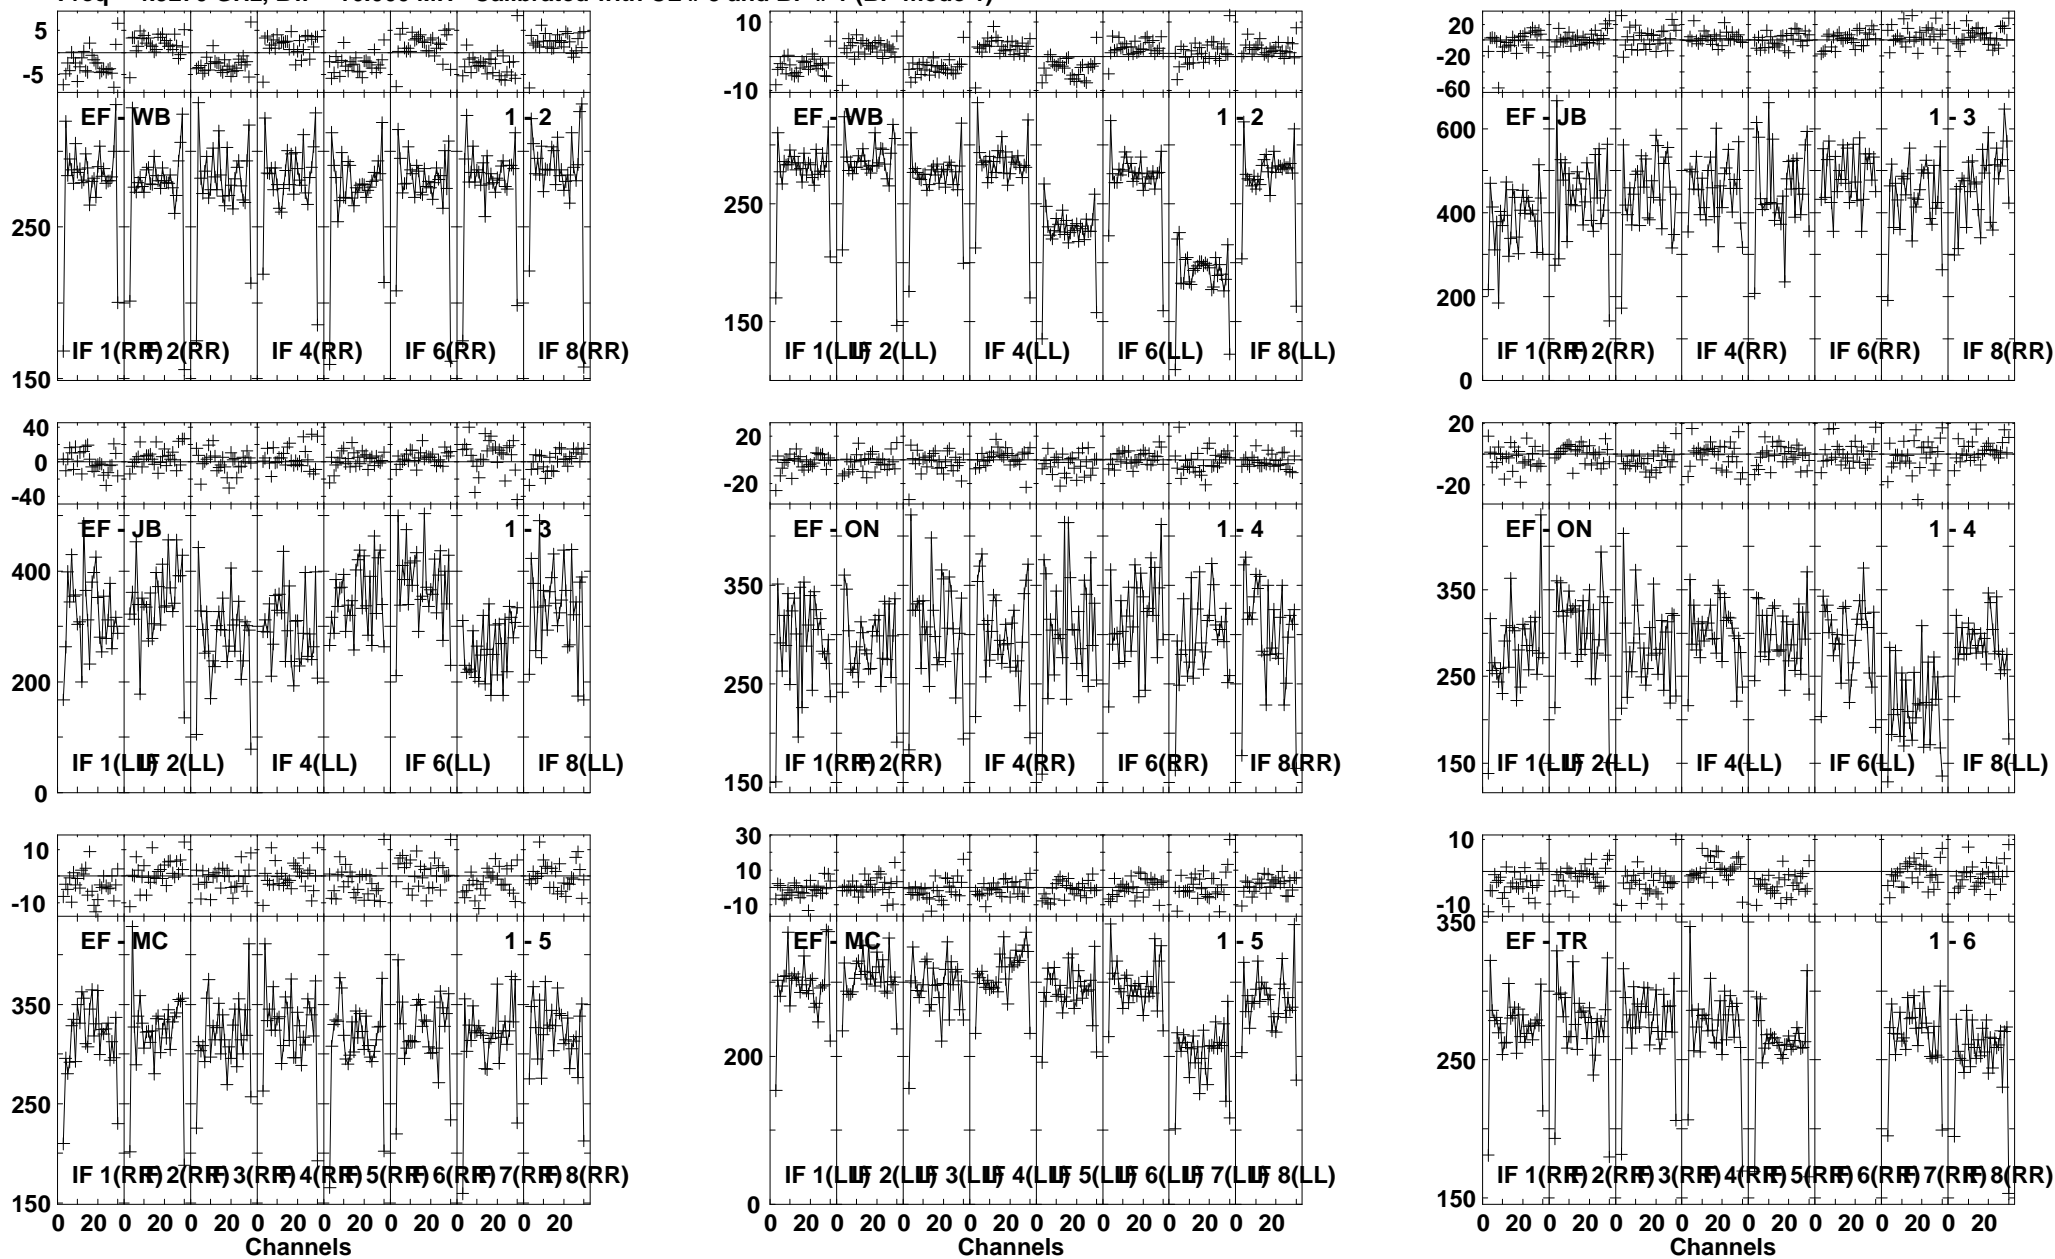 5
-5
EF - WB 1 - 2
250
150
IF 1(RR) IF 2(RR) IF 4(RR) IF 6(RR) IF 8(RR)
10
-10
EF - WB 1 - 2
250
150
IF 1(LL) IF 2(LL) IF 4(LL) IF 6(LL) IF 8(LL)
20
-20
-60
EF - JB 1 - 3
600
400
200
0
IF 1(RR) IF 2(RR) IF 4(RR) IF 6(RR) IF 8(RR)
40
0
-40
EF - JB 1 - 3
400
200
0
IF 1(LL) IF 2(LL) IF 4(LL) IF 6(LL) IF 8(LL)
20
-20
EF - ON 1 - 4
350
250
150
IF 1(RR) IF 2(RR) IF 4(RR) IF 6(RR) IF 8(RR)
20
-20
EF - ON 1 - 4
350
250
150
IF 1(LL) IF 2(LL) IF 4(LL) IF 6(LL) IF 8(LL)
10
-10
EF - MC 1 - 5
350
250
150
IF 1(RR) IF 2(RR) IF 3(RR) IF 4(RR) IF 5(RR) IF 6(RR) IF 7(RR) IF 8(RR)
0 20 0 20 0 20 0 20 0 20 0 20 0 20 0 20
Channels
30
10
-10
EF - MC 1 - 5
200
0
IF 1(LL) IF 2(LL) IF 3(LL) IF 4(LL) IF 5(LL) IF 6(LL) IF 7(LL) IF 8(LL)
0 20 0 20 0 20 0 20 0 20 0 20 0 20 0 20
Channels
10
-10
EF - TR 1 - 6
350
250
150
IF 1(RR) IF 2(RR) IF 3(RR) IF 4(RR) IF 5(RR) IF 6(RR) IF 7(RR) IF 8(RR)
0 20 0 20 0 20 0 20 0 20 0 20 0 20 0 20
Channels